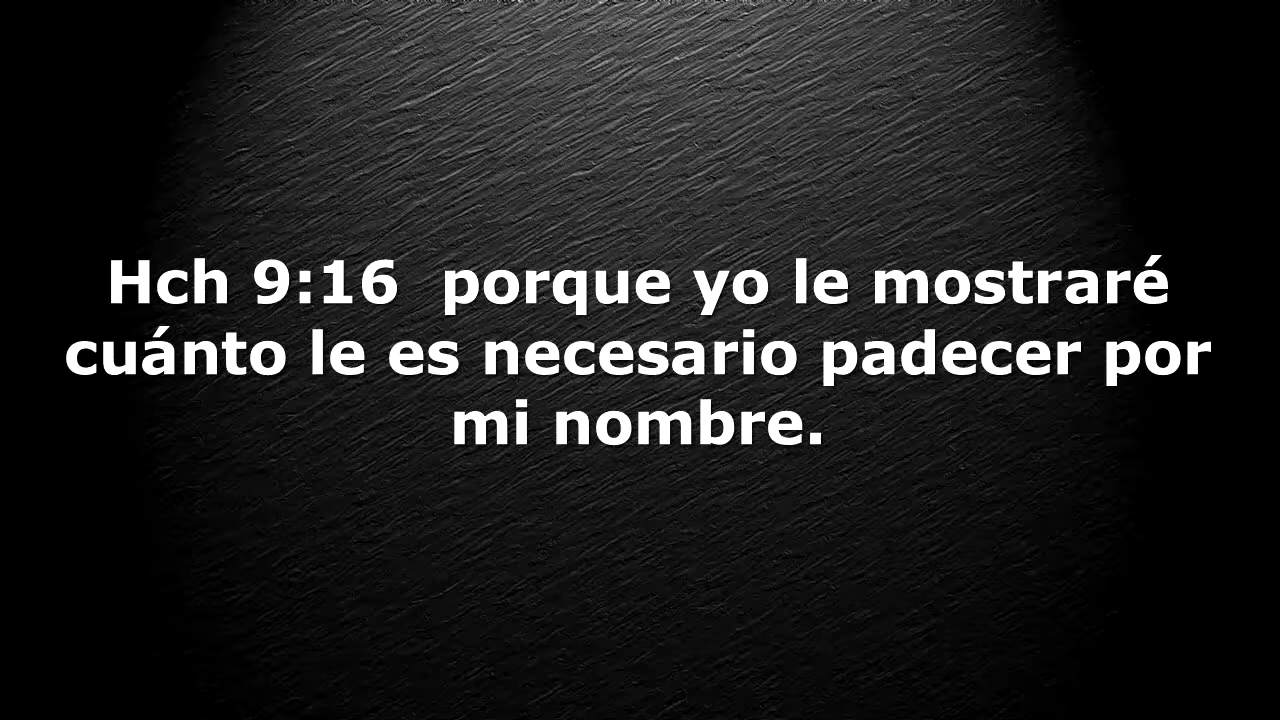 Hch 9:16  porque yo le mostraré
cuánto le es necesario padecer por
mi nombre.